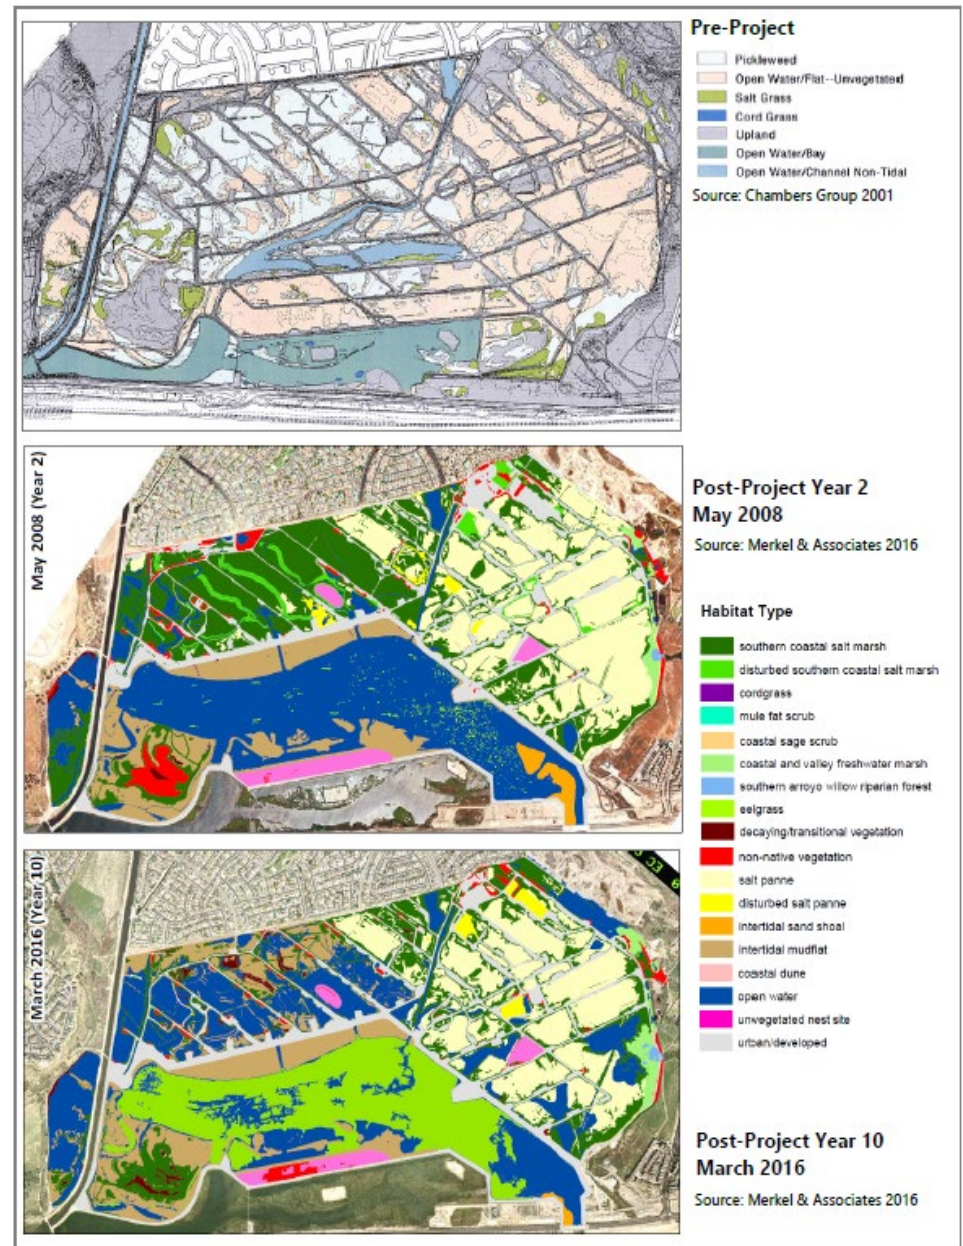 Pre-Project
Pickleweed
Open Water/Flat--Unvegetated
Salt Grass
Cord Grass
Upland
Open Water/Bay
Open Water/Channel Non-Tidal
Source: Chambers Group 2001
May 2008 (Year 2)
Post-Project Year 2
May 2008
Source: Merkel & Associates 2016
Habitat Type
southern coastal salt marsh
disturbed southern coastal salt marsh
cordgrass
mule fat scrub
coastal sage scrub
coastal and valley freshwater marsh
southern arroyo willow riparian forest
eelgrass
decaying/transitional vegetation
non-native vegetation
salt panne
disturbed salt panne
intertidal sand shoal
intertidal mudflat
coastal dune
open water
unvegetated nest site
urban/developed
March 2016 (Year 10)
Post-Project Year 10
March 2016
Source: Merkel & Associates 2016